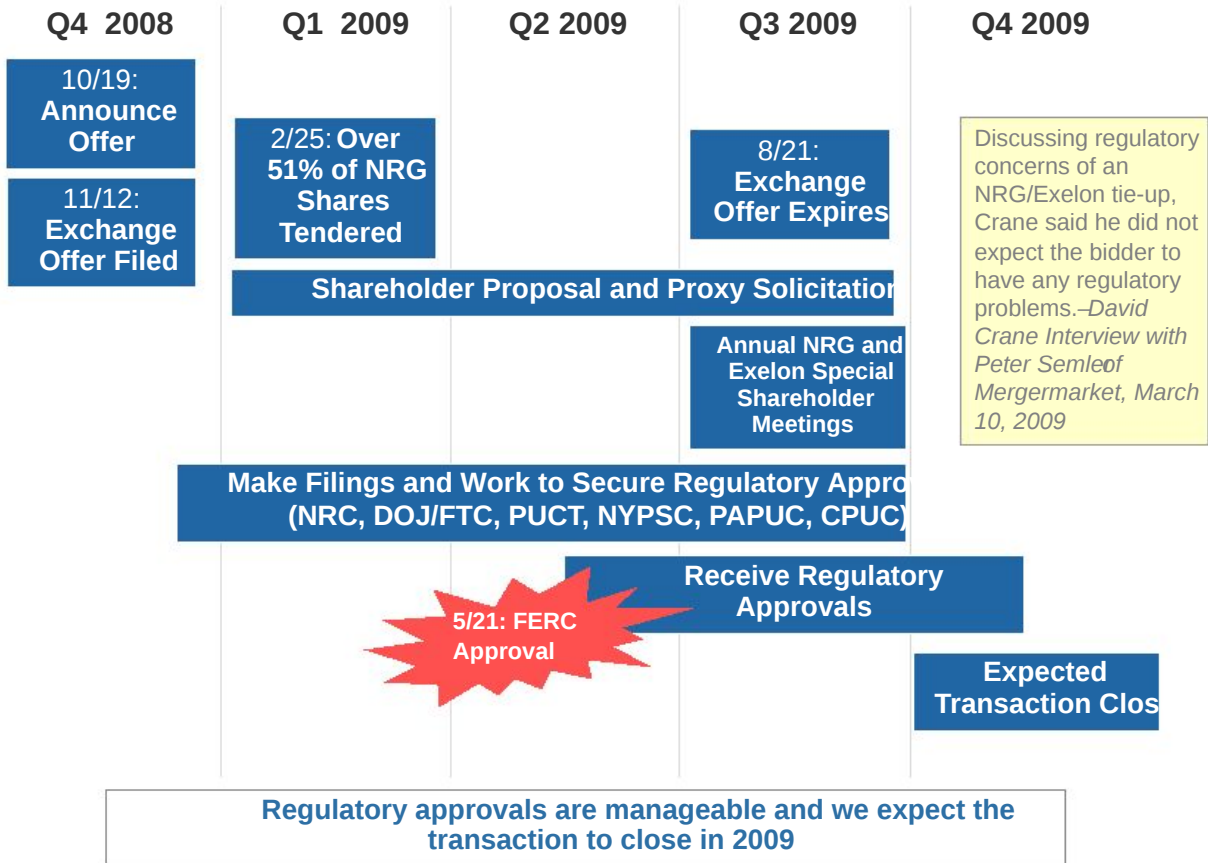 Q4 2008
Q1 2009
Q2 2009
Q3 2009
Q4 2009
10/19:
Announce
Offer
11/12:
Exchange
Offer Filed
2/25: Over
51% of NRG
Shares
Tendered
8/21:
Exchange
Offer Expires
Discussing regulatory
concerns of an
NRG/Exelon tie-up,
Crane said he did not
expect the bidder to
have any regulatory
problems.–David
Crane Interview with
Peter Semler of
Mergermarket, March
10, 2009
Shareholder Proposal and Proxy Solicitation
Annual NRG and
Exelon Special
Shareholder
Meetings
Make Filings and Work to Secure Regulatory Appro
(NRC, DOJ/FTC, PUCT, NYPSC, PAPUC, CPUC)
Receive Regulatory
Approvals
5/21: FERC
Approval
Expected
Transaction Clos
Regulatory approvals are manageable and we expect the
transaction to close in 2009